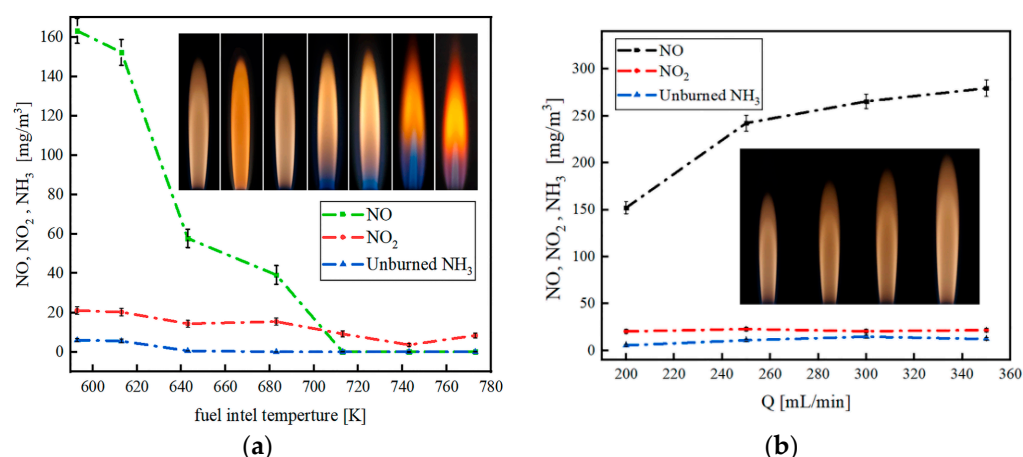 NO, NO2 , NH3 [mg/m3]
160
140
120
100
80
60
40
20
0
NO
NO2
Unburned NH3
600 620 640 660 680 700 720 740 760 780
fuel intel temperture [K]
(a)
NO, NO2 , NH3 [mg/m3]
300
250
200
150
100
50
0
NO
NO2
Unburned NH3
200 220 240 260 280 300 320 340 360
Q [mL/min]
(b)